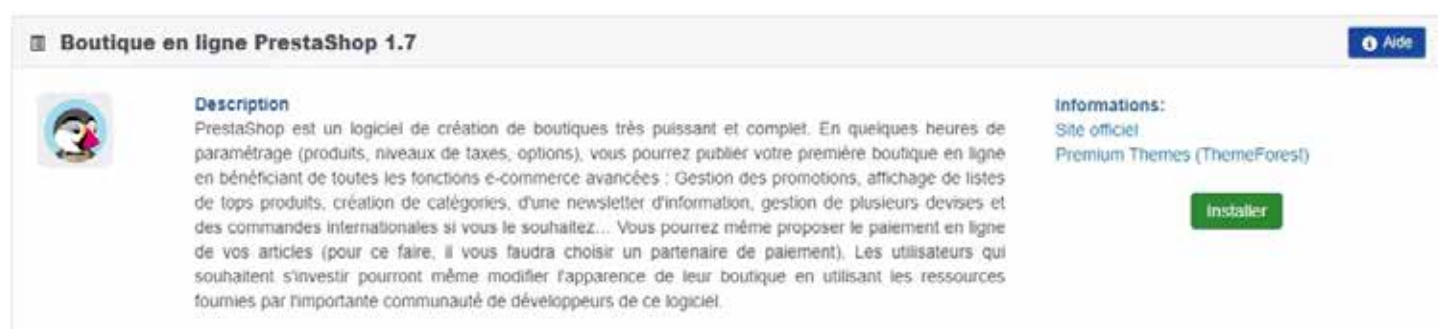 Boutique en ligne PrestaShop 1.7
Aide
Description
PrestaShop est un logiciel de création de boutiques très puissant et complet. En quelques heures de
paramétrage (produits, niveaux de taxes, options), vous pourrez publier votre première boutique en ligne
en bénéficiant de toutes les fonctions e-commerce avancées : Gestion des promotions, affichage de listes
de tops produits, création de catégories, d'une newsletter d'information, gestion de plusieurs devises et
des commandes internationales si vous le souhaitez... Vous pourrez même proposer le paiement en ligne
de vos articles (pour ce faire, il vous faudra choisir un partenaire de paiement). Les utilisateurs qui
souhaitent s'investir pourront même modifier l'apparence de leur boutique en utilisant les ressources
fournies par l'importante communauté de développeurs de ce logiciel.
Informations:
Site officiel
Premium Themes (ThemeForest)
Installer